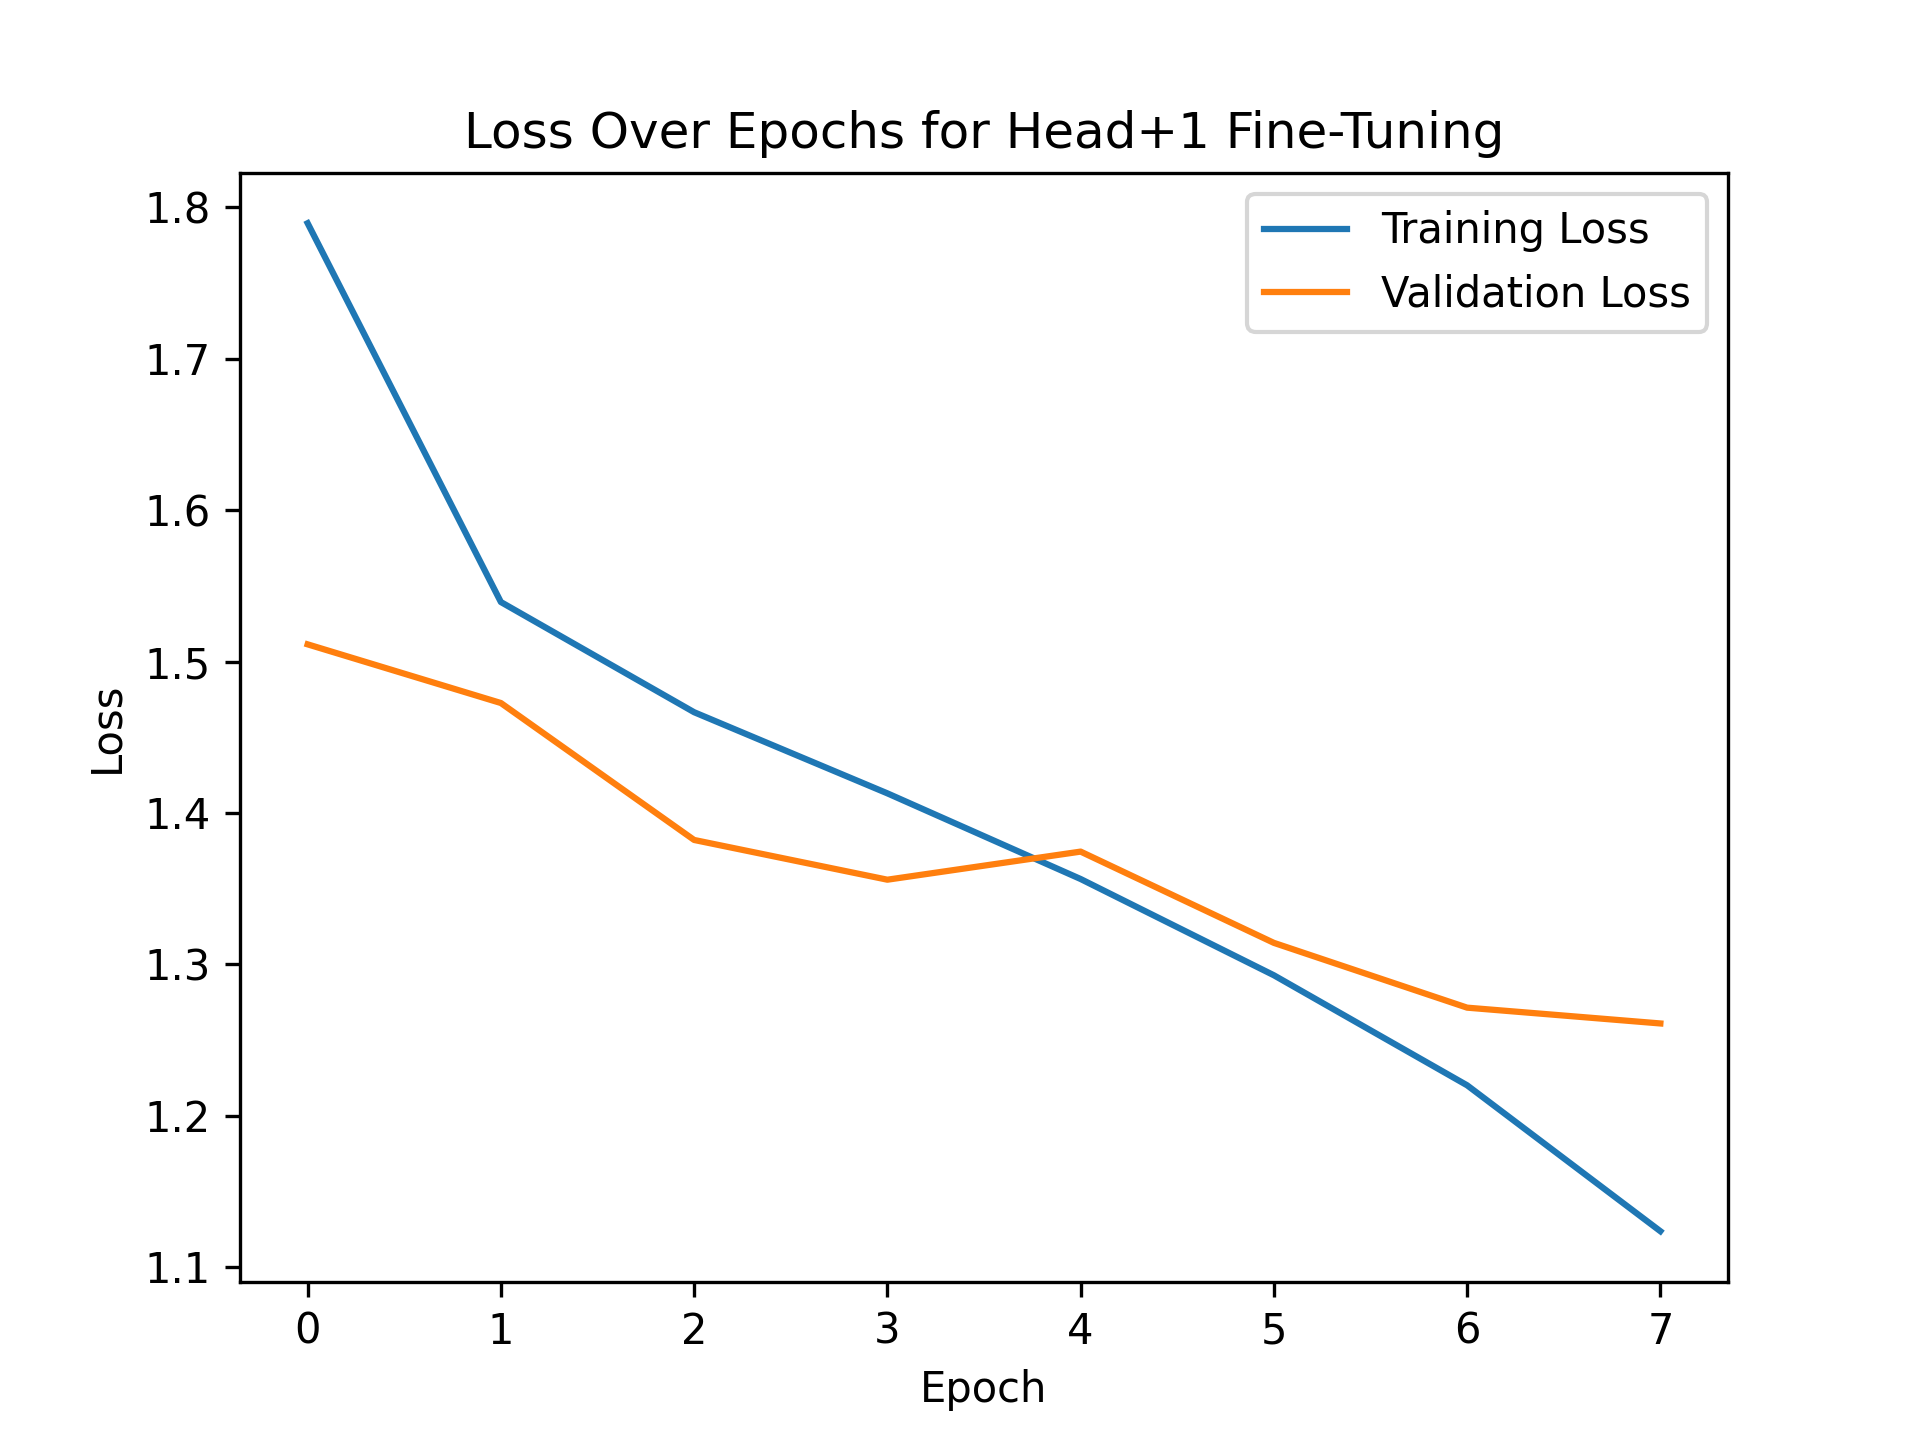 Loss Over Epochs for Head+1 Fine-Tuning
Training Loss
Validation Loss
1.8
1.7
1.6
1.5
1.4
1.3
1.2
1.1
Loss
0 1 2 3 4 5 6 7
Epoch